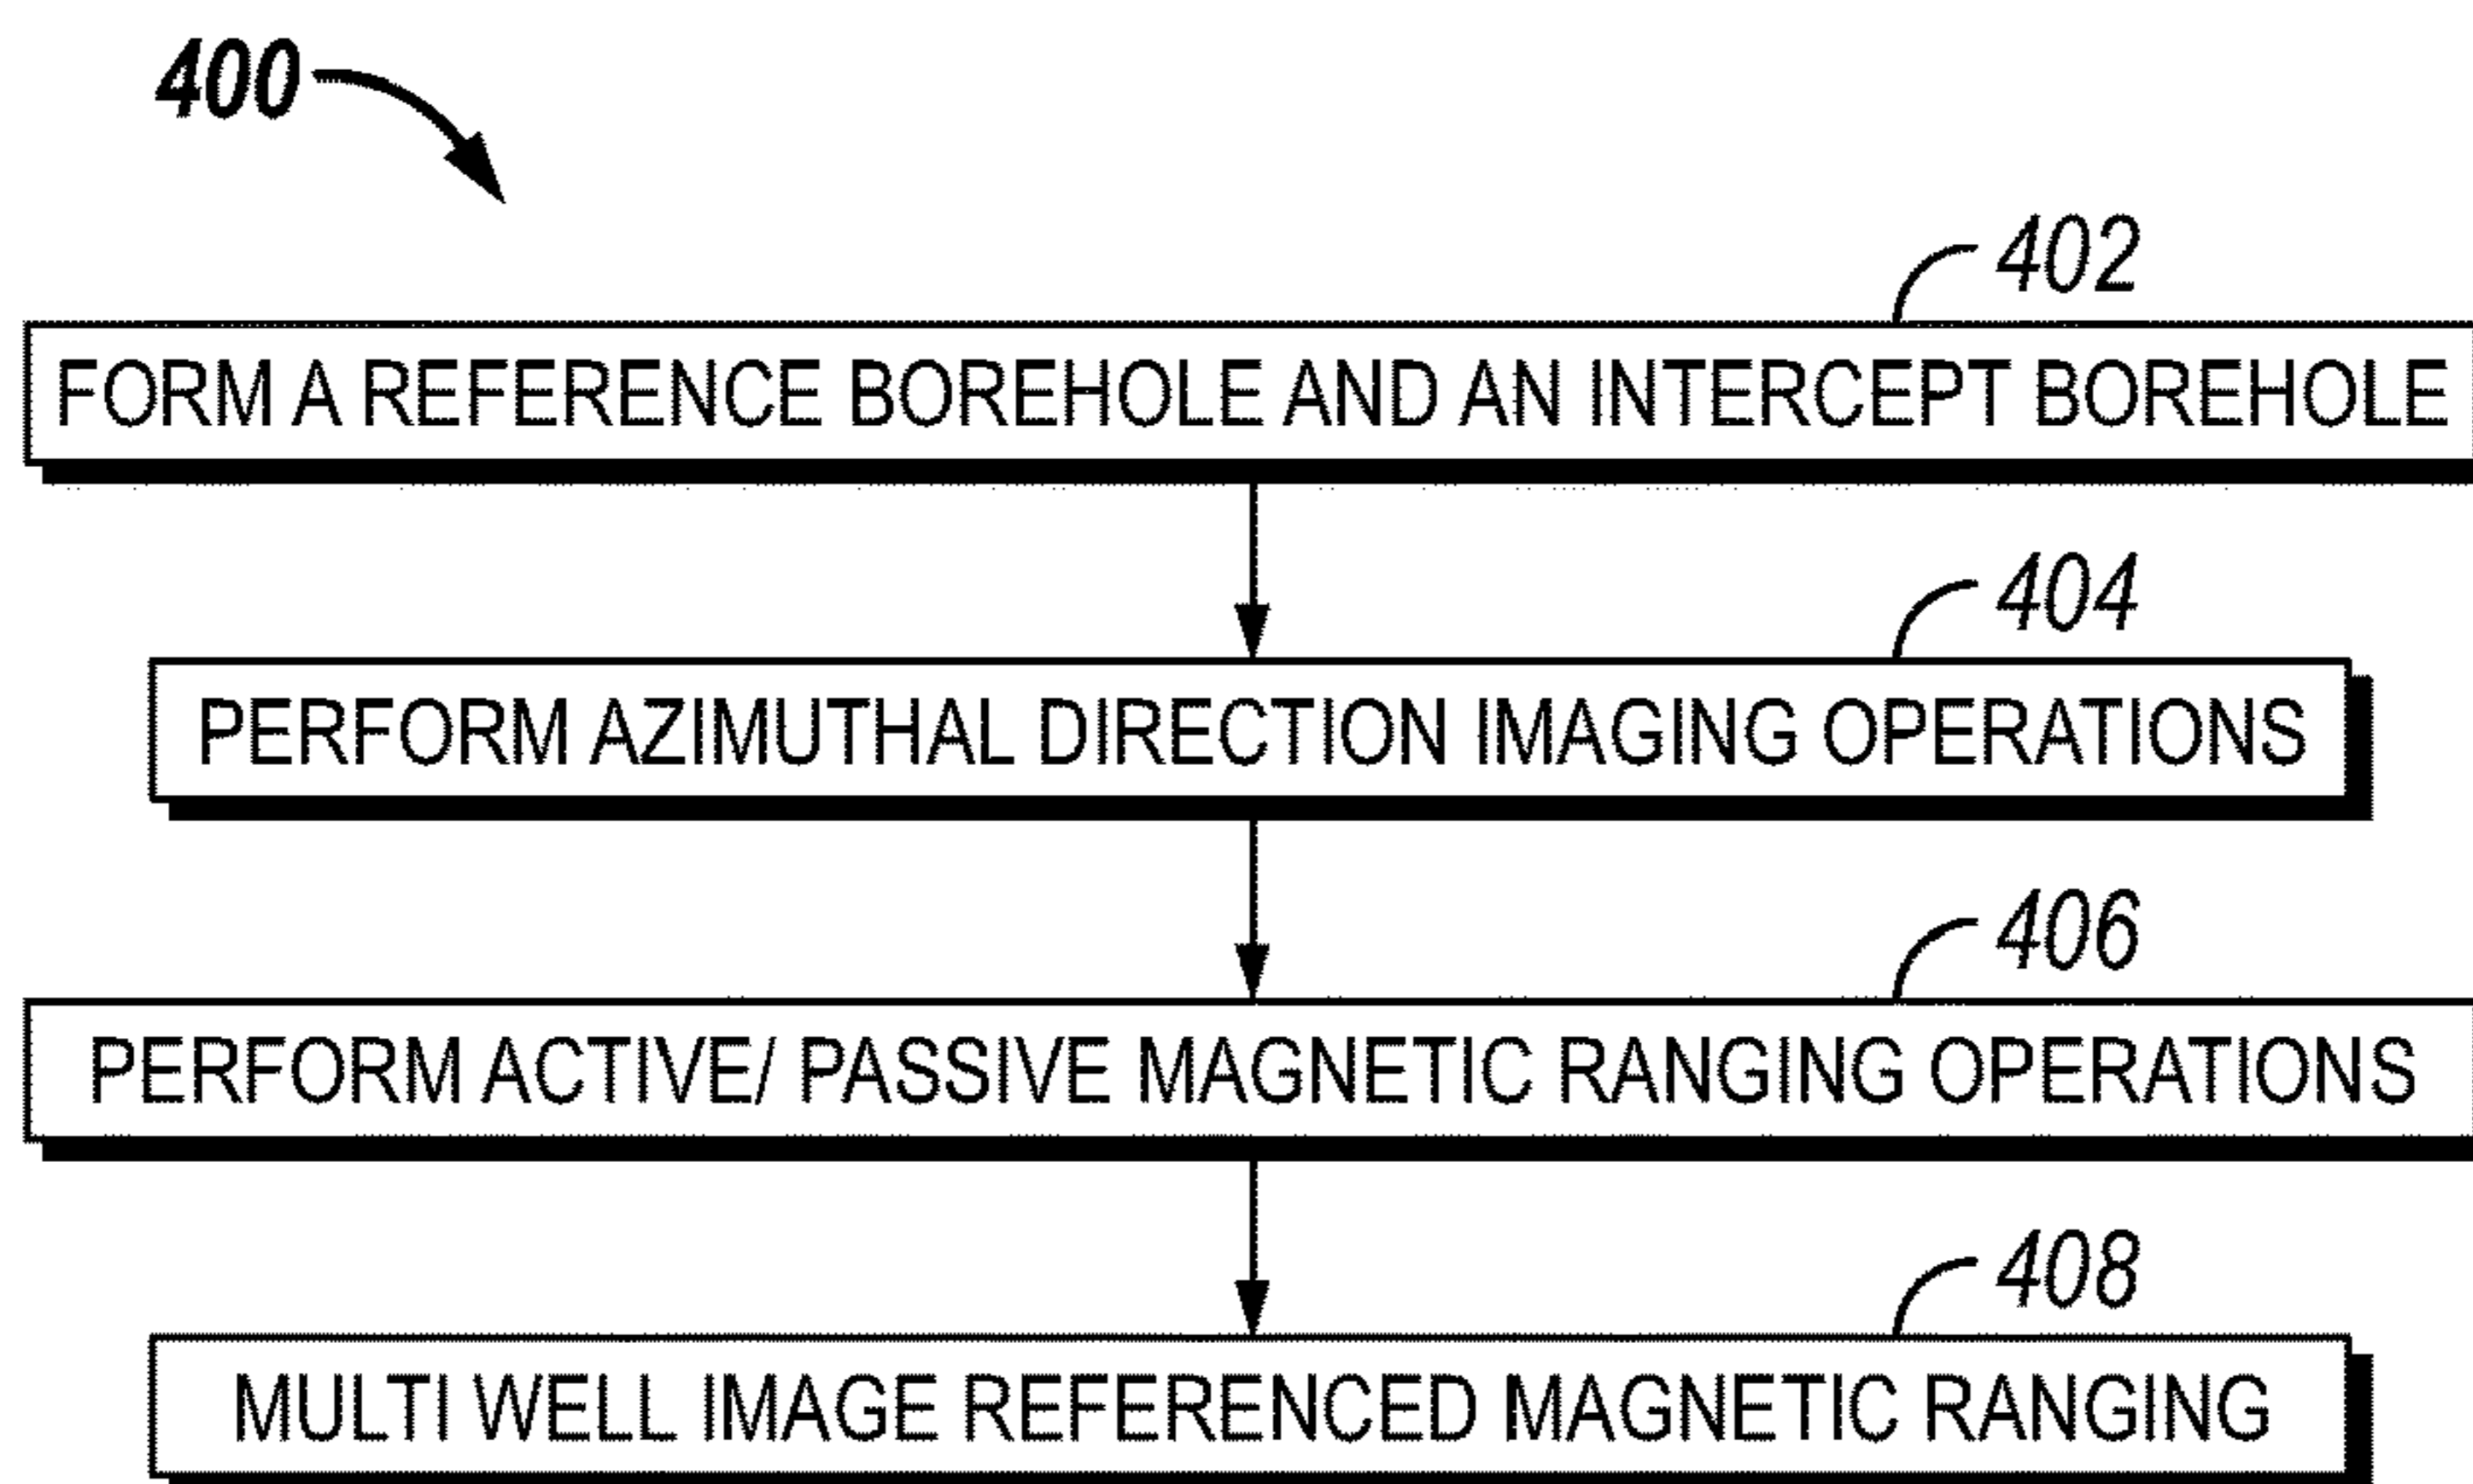 400
402
FORM A REFERENCE BOREHOLE AND AN INTERCEPT BOREHOLE
404
PERFORM AZIMUTHAL DIRECTION IMAGING OPERATIONS
406
PERFORM ACTIVE/ PASSIVE MAGNETIC RANGING OPERATIONS
408
MULTI WELL IMAGE REFERENCED MAGNETIC RANGING